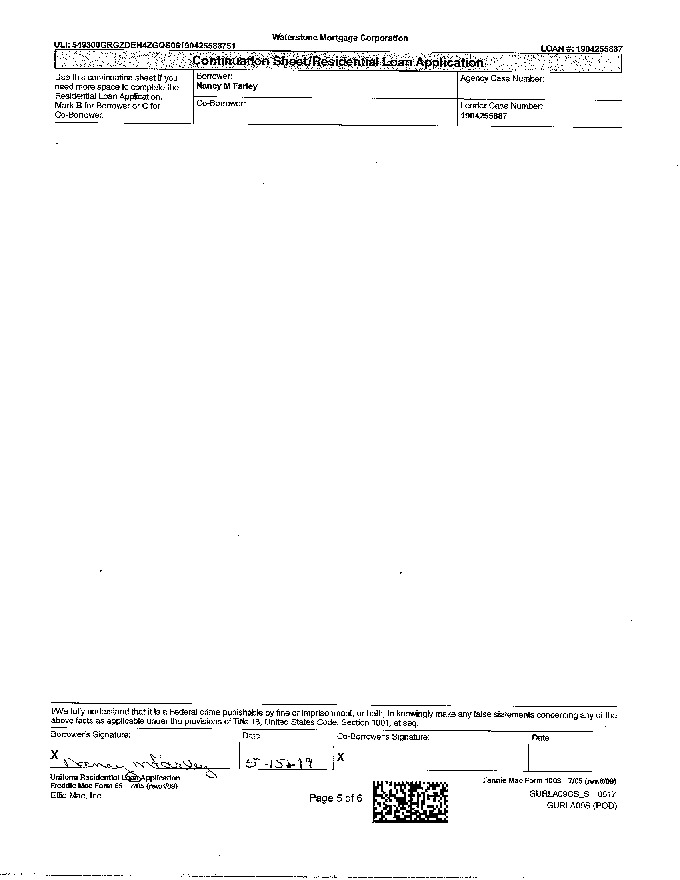 Waterstone Mortgage Corporation
ULI: 549300GRGZDEH4ZGQS06190425588751
LOAN #: 1904255887
Continuation Sheet/Residential Loan Application
Use this continuation sheet if you
need more space to complete the
Residential Loan Application.
Mark B for Borrower or C for
Co-Borrower.
Borrower:
Nancy M Farley
Co-Borrower:
Agency Case Number:
Lender Case Number:
1904255887
I/We fully understand that it is a Federal crime punishable by fine or imprisonment, or both, to knowingly make any false statements concerning any of the
above facts as applicable under the provisions of Title 18, United States Code, Section 1001, et seq.
Borrower's Signature:
Date
Co-Borrower's Signature:
Date
X Nancy M Farley
5-15-19
X
Uniform Residential Loan Application
Freddie Mac Form 65 7/05 (rev.6/09)
Ellie Mae, Inc.
Page 5 of 6
Fannie Mae Form 1003 7/05 (rev.6/09)
GURLA09CS_S 0517
GURLA09S (POD)